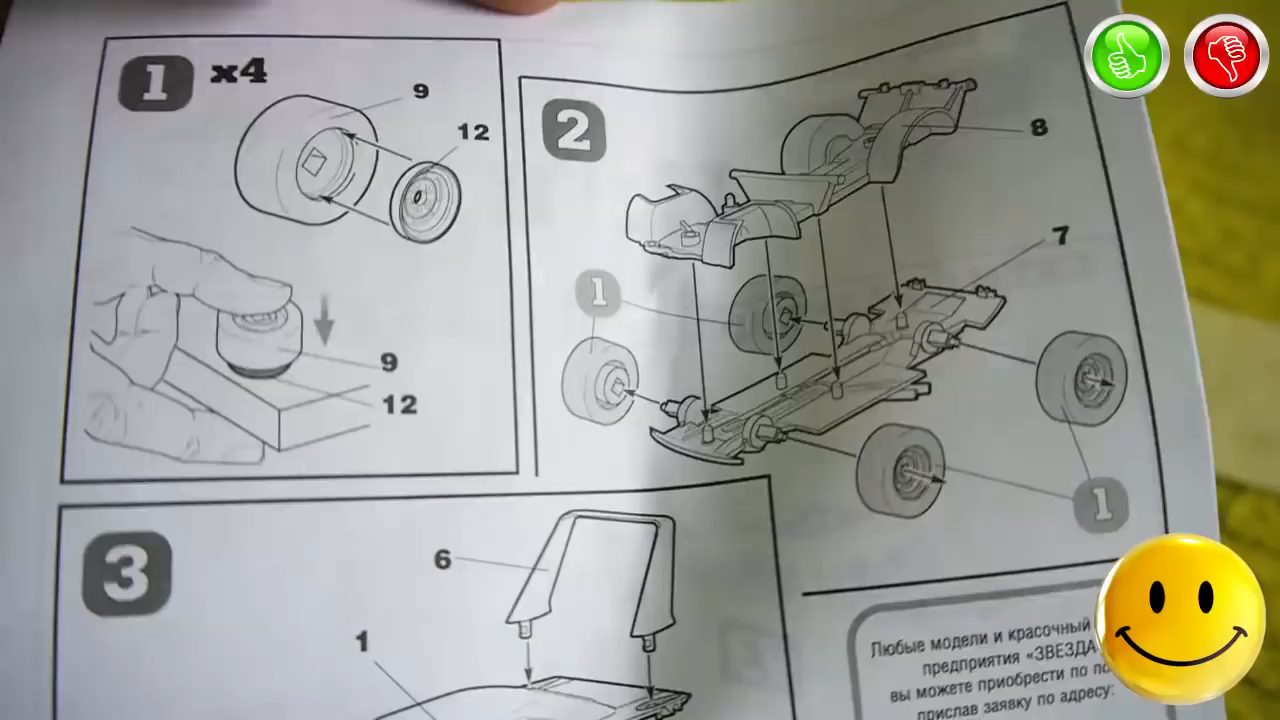 1 x4
9
12
9
12
2
8
7
1
1
3
6
1
Любые модели и красочный
предприятия «ЗВЕЗДА
вы можете приобрести по
прислав заявку по адресу: